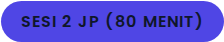 SESI 2 JP (80 MENIT)